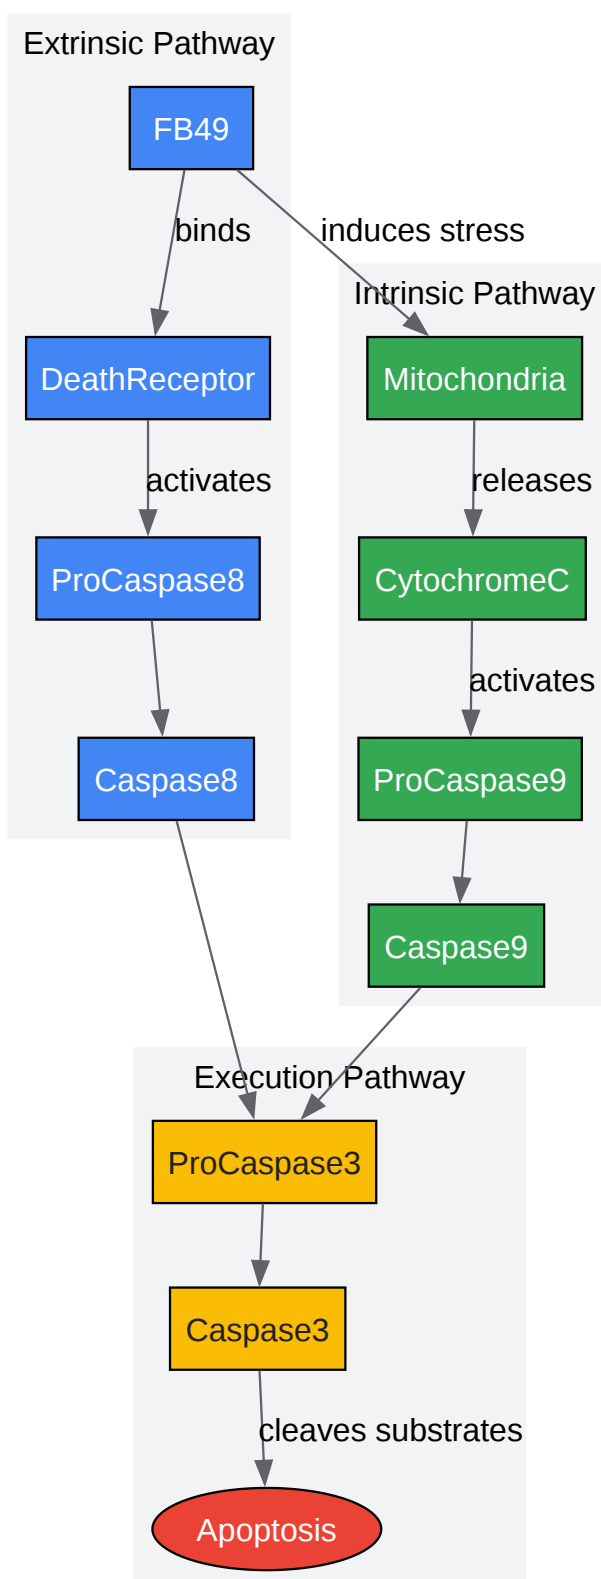 Extrinsic Pathway
FB49
binds
induces stress
Intrinsic Pathway
DeathReceptor
Mitochondria
activates
releases
ProCaspase8
CytochromeC
activates
Caspase8
ProCaspase9
Caspase9
Execution Pathway
ProCaspase3
Caspase3
cleaves substrates
Apoptosis